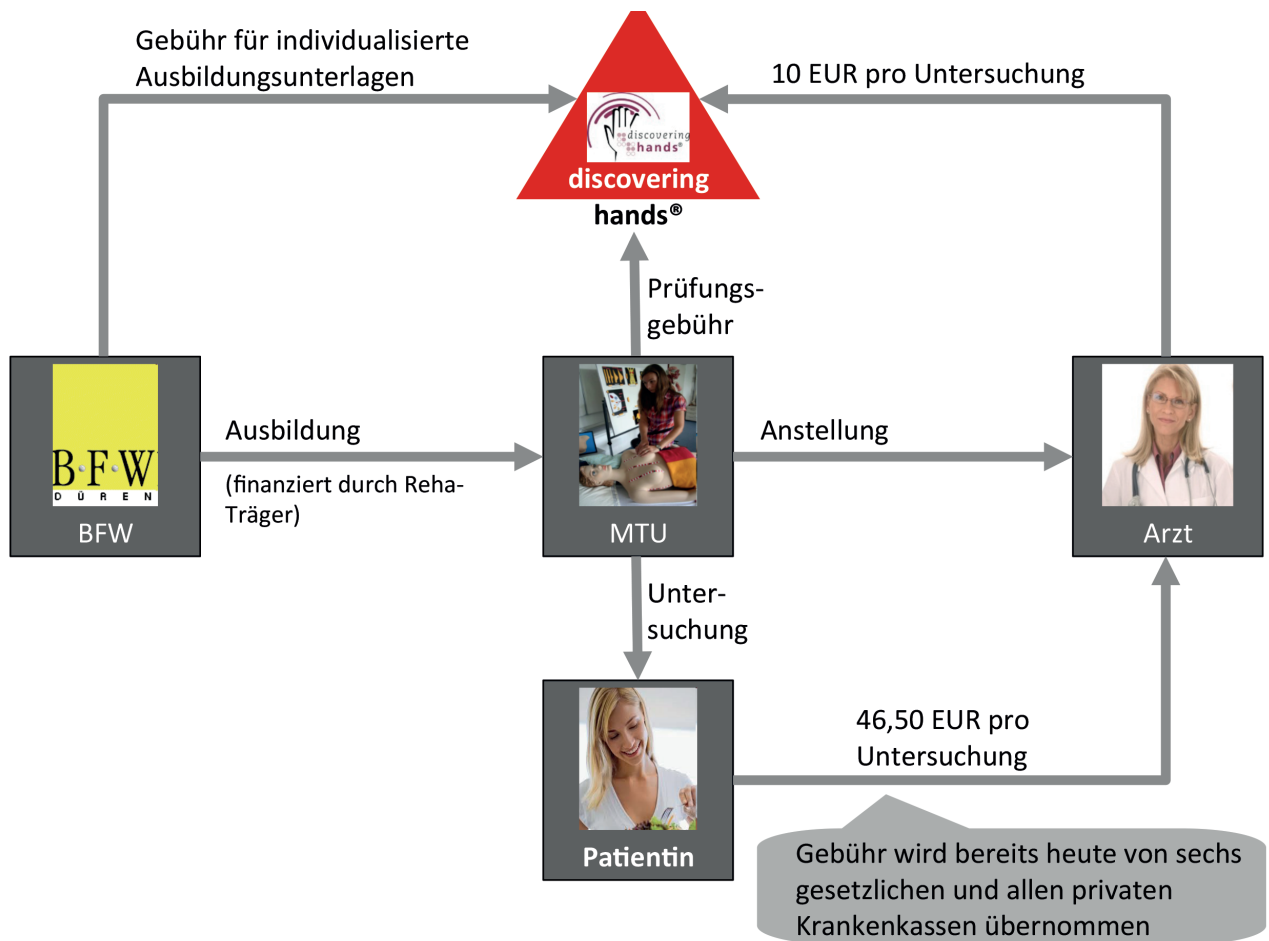 Gebühr für individualisierte
Ausbildungsunterlagen
10 EUR pro Untersuchung
discovering
hands®
discovering
hands®
Prüfungs-
gebühr
B·F·W
DÜREN
BFW
Ausbildung
(finanziert durch Reha-
Träger)
MTU
Anstellung
Arzt
Unter-
suchung
Patientin
46,50 EUR pro
Untersuchung
Gebühr wird bereits heute von sechs
gesetzlichen und allen privaten
Krankenkassen übernommen